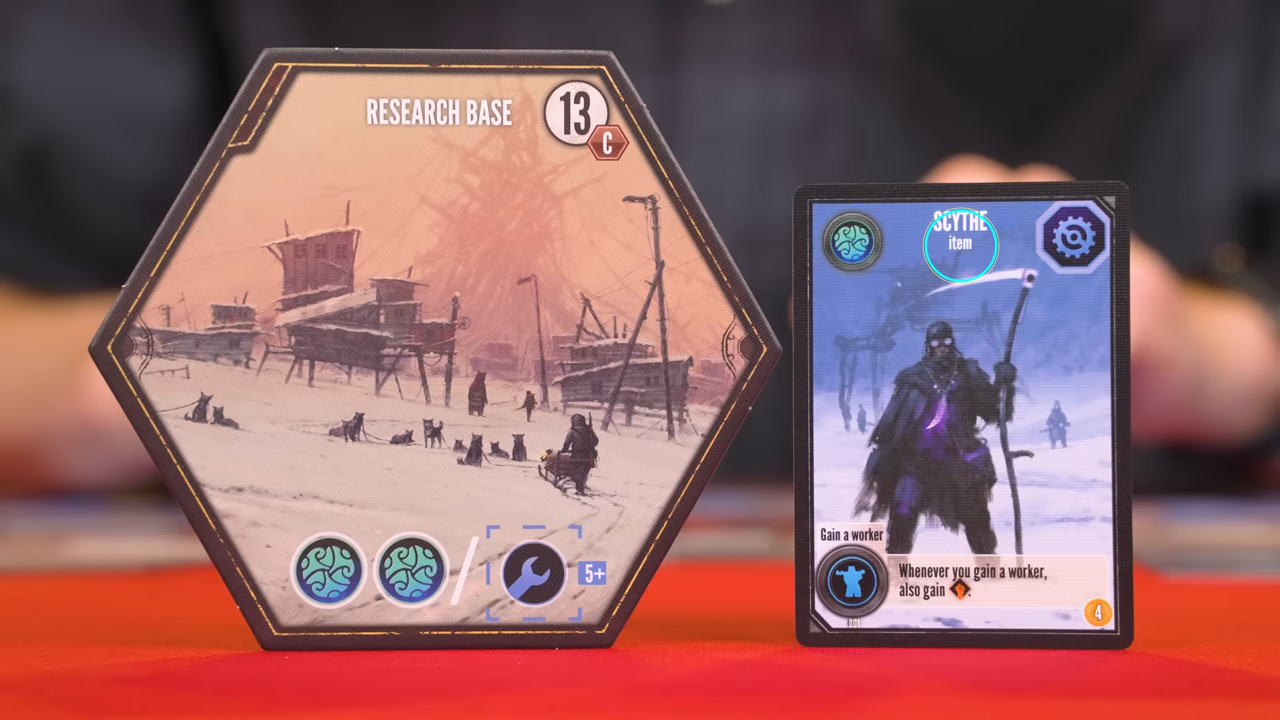 RESEARCH BASE
13
C
5+
SCYTHE
item
Gain a worker
Whenever you gain a worker,
also gain
4